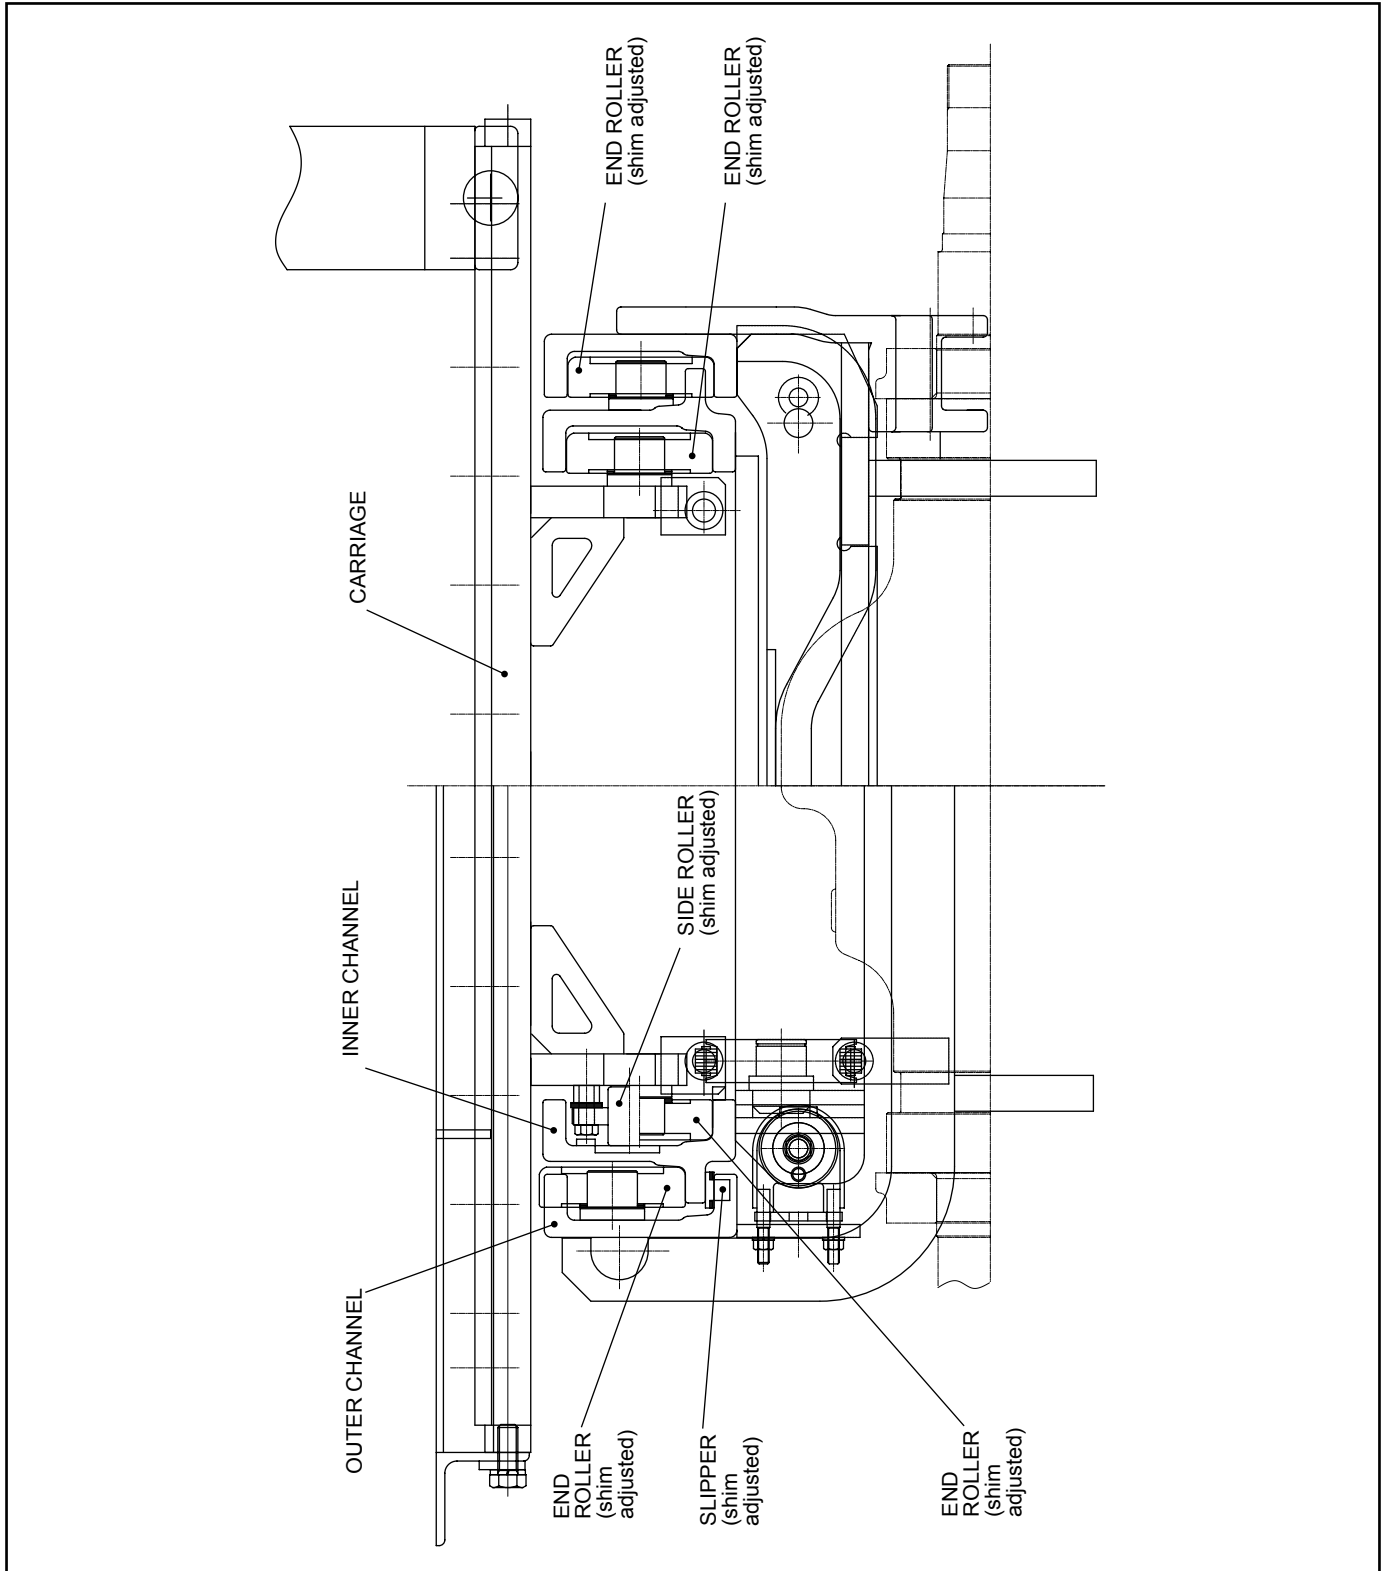 OUTER CHANNEL
INNER CHANNEL
CARRIAGE
END ROLLER
(shim adjusted)
END ROLLER
(shim adjusted)
SIDE ROLLER
(shim adjusted)
END
ROLLER
(shim
adjusted)
SLIPPER
(shim
adjusted)
END
ROLLER
(shim
adjusted)